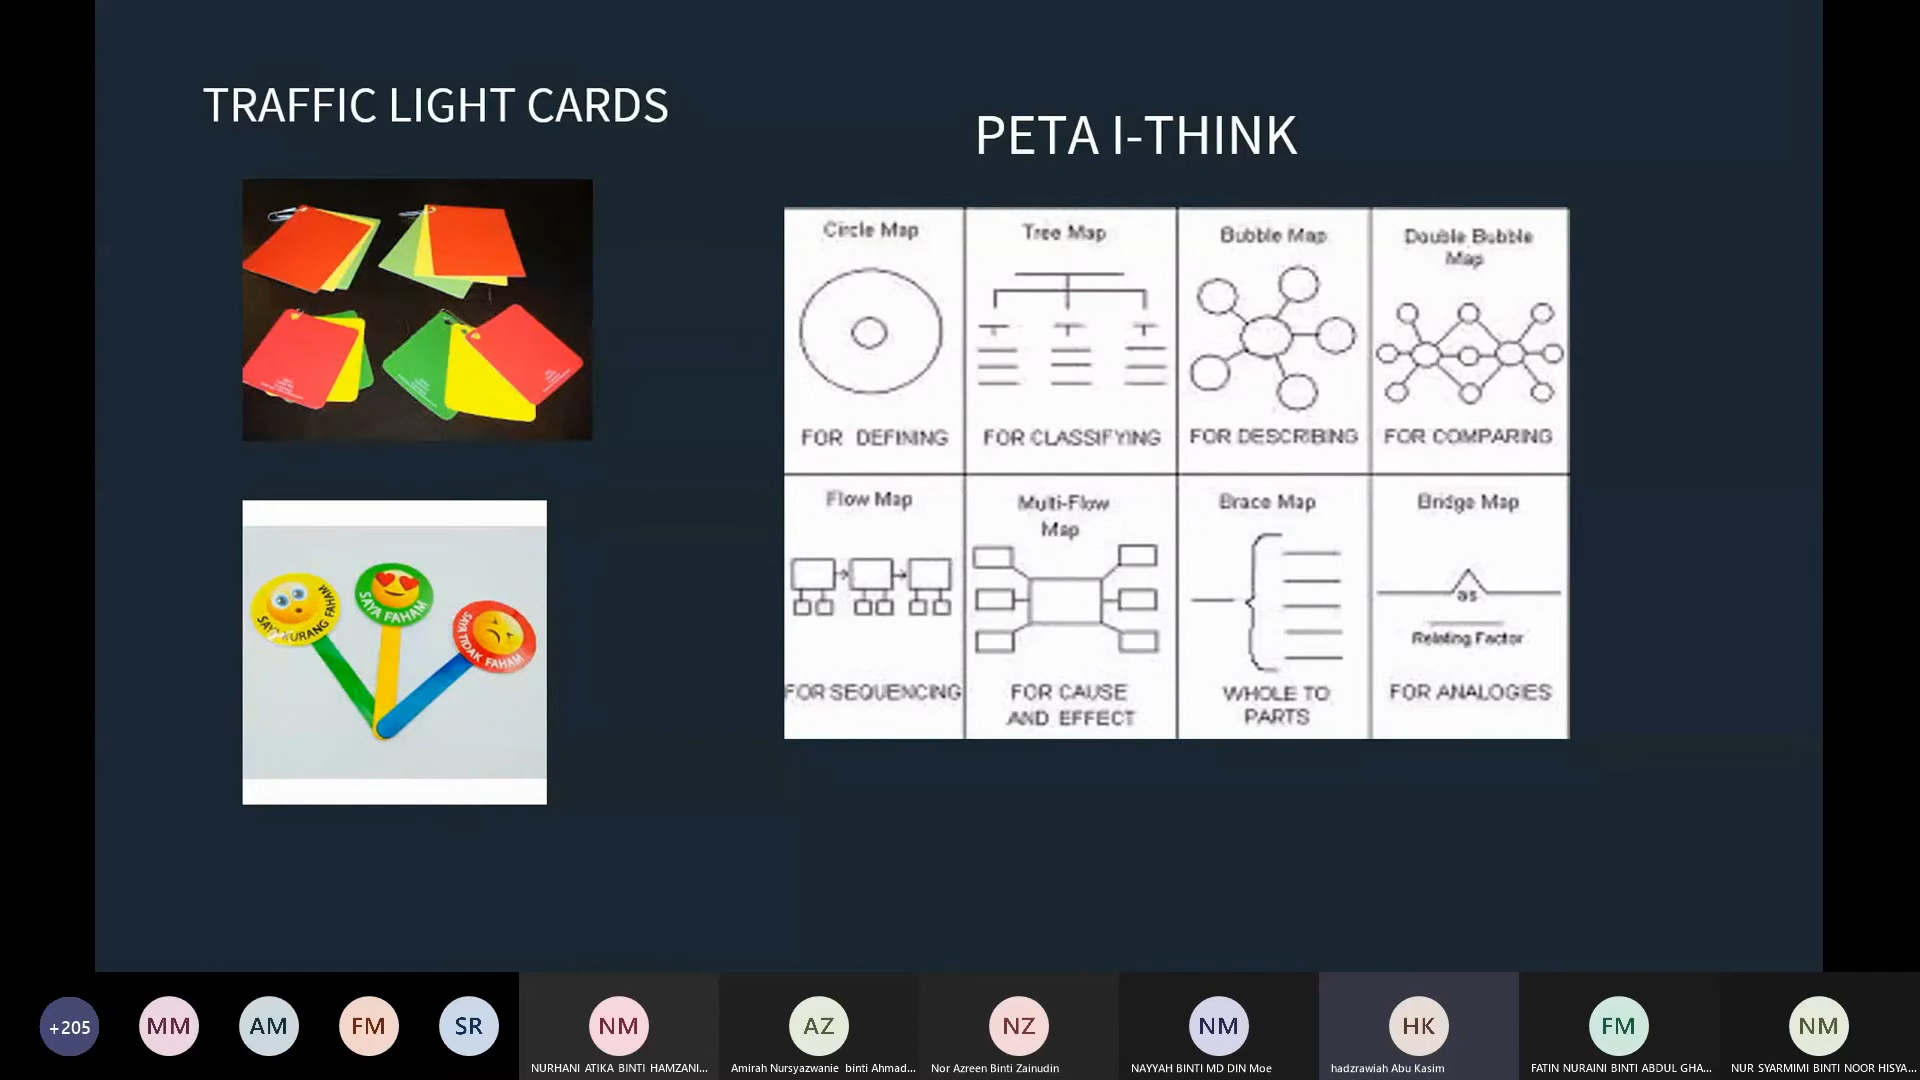 TRAFFIC LIGHT CARDS
PETA I-THINK
Circle Map
Tree Map
Bubble Map
Double Bubble
Map
FOR DEFINING
FOR CLASSIFYING
FOR DESCRIBING
FOR COMPARING
Flow Map
Multi-Flow
Map
Brace Map
Bridge Map
as
Relating Factor
FOR SEQUENCING
FOR CAUSE
AND EFFECT
WHOLE TO
PARTS
FOR ANALOGIES
SAYA KURANG FAHAM
SAYA FAHAM
SAYA TIDAK FAHAM
+205
MM
AM
FM
SR
NM
AZ
NZ
NM
HK
FM
NM
NURHANI ATIKA BINTI HAMZANI...
Amirah Nursyazwanie binti Ahmad...
Nor Azreen Binti Zainudin
NAYYAH BINTI MD DIN Moe
hadzrawiah Abu Kasim
FATIN NURAINI BINTI ABDUL GHA...
NUR SYARMIMI BINTI NOOR HISYA...